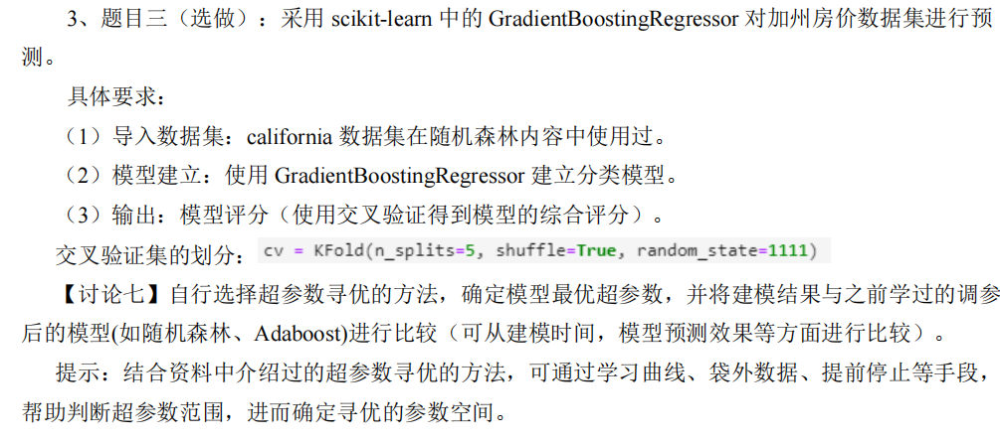 3、题目三（选做）：采用 scikit-learn 中的 GradientBoostingRegressor 对加州房价数据集进行预
测。
具体要求：
（1）导入数据集：california 数据集在随机森林内容中使用过。
（2）模型建立：使用 GradientBoostingRegressor 建立分类模型。
（3）输出：模型评分（使用交叉验证得到模型的综合评分）。
交叉验证集的划分：cv = KFold(n_splits=5, shuffle=True, random_state=1111)
【讨论七】自行选择超参数寻优的方法，确定模型最优超参数，并将建模结果与之前学过的调参
后的模型(如随机森林、Adaboost)进行比较（可从建模时间，模型预测效果等方面进行比较）。
提示：结合资料中介绍过的超参数寻优的方法，可通过学习曲线、袋外数据、提前停止等手段，
帮助判断超参数范围，进而确定寻优的参数空间。